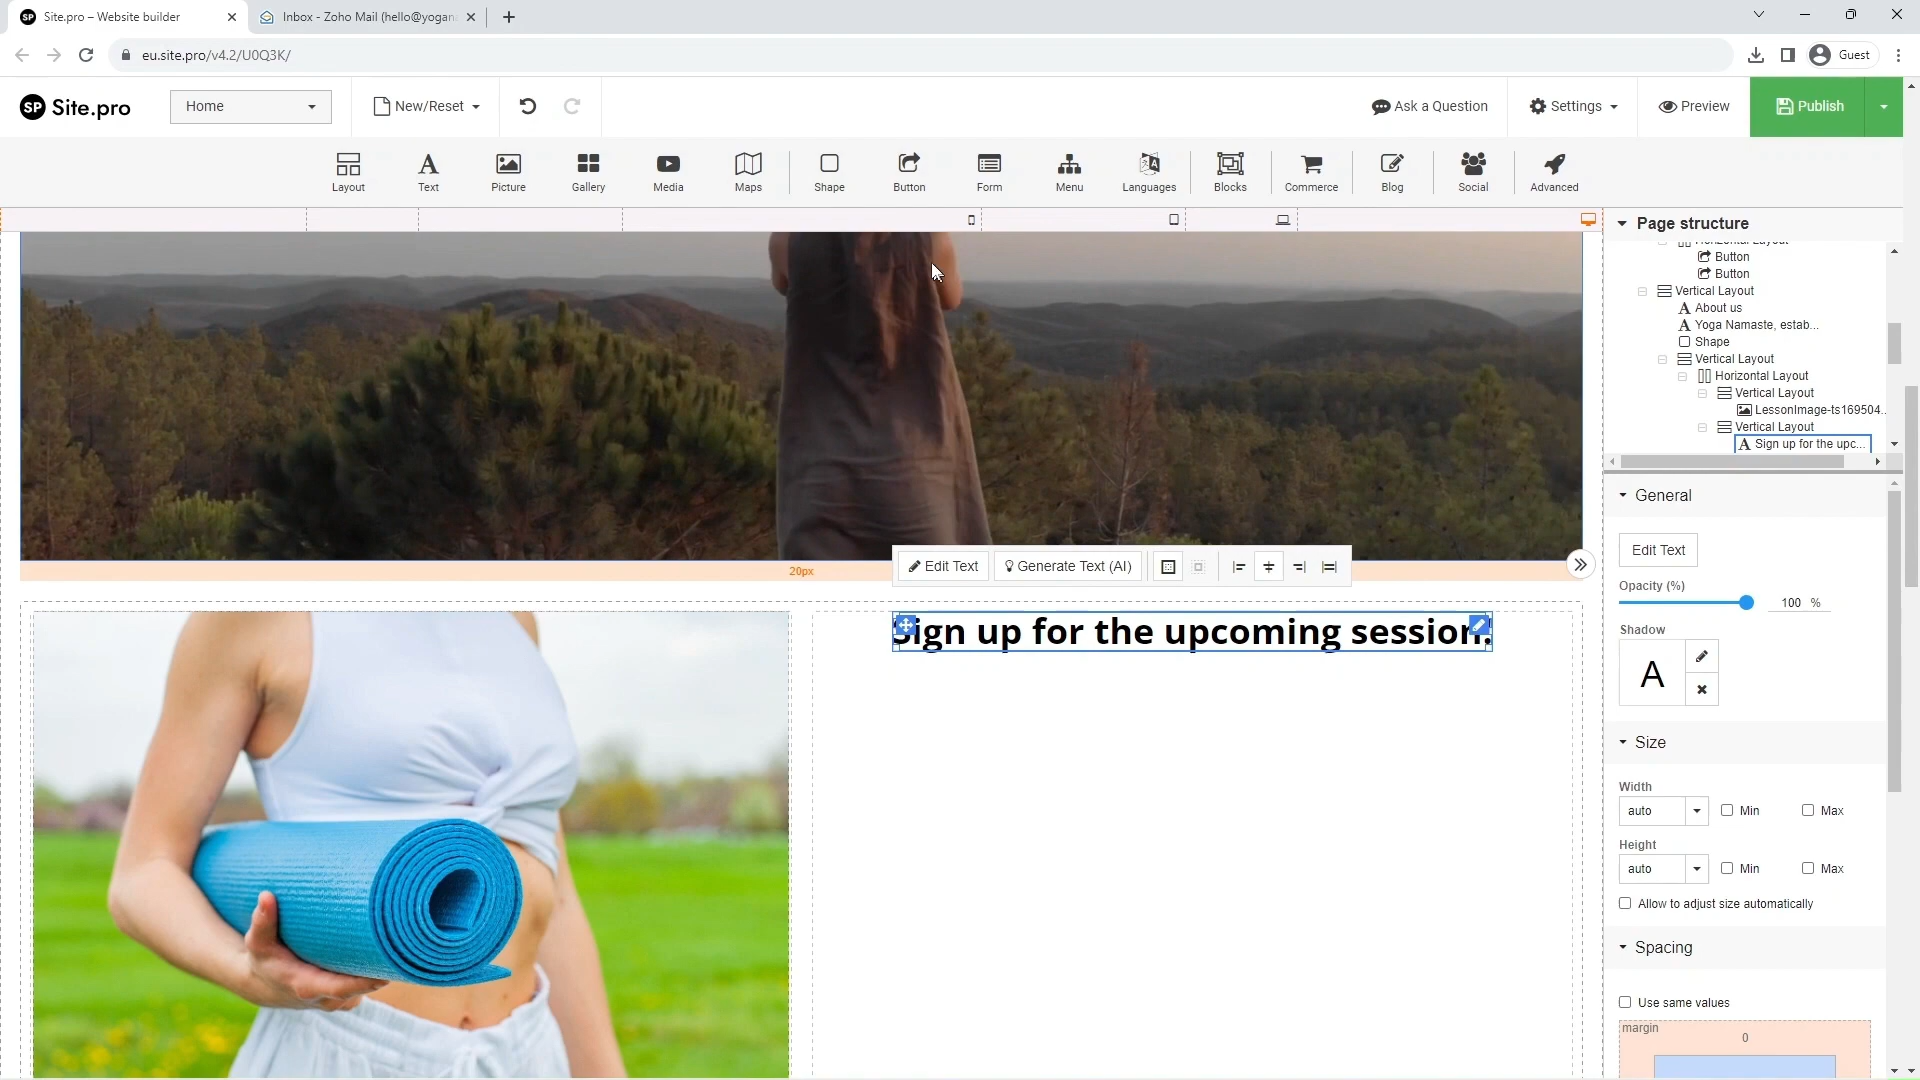 Site.pro – Website builder
Inbox - Zoho Mail (hello@yogan
eu.site.pro/v4.2/U0Q3K/
Guest
SP Site.pro
Home
New/Reset
Ask a Question
Settings
Preview
Publish
Layout
Text
Picture
Gallery
Media
Maps
Shape
Button
Form
Menu
Languages
Blocks
Commerce
Blog
Social
Advanced
Page structure
Horizontal Layout
Button
Button
Vertical Layout
About us
Yoga Namaste, estab...
Shape
Vertical Layout
Horizontal Layout
Vertical Layout
LessonImage-ts169504..
Vertical Layout
Sign up for the upc...
20px
Edit Text
Generate Text (AI)
Sign up for the upcoming session!
General
Edit Text
Opacity (%)
100 %
Shadow
A
Size
Width
auto
Min
Max
Height
auto
Min
Max
Allow to adjust size automatically
Spacing
Use same values
margin
0